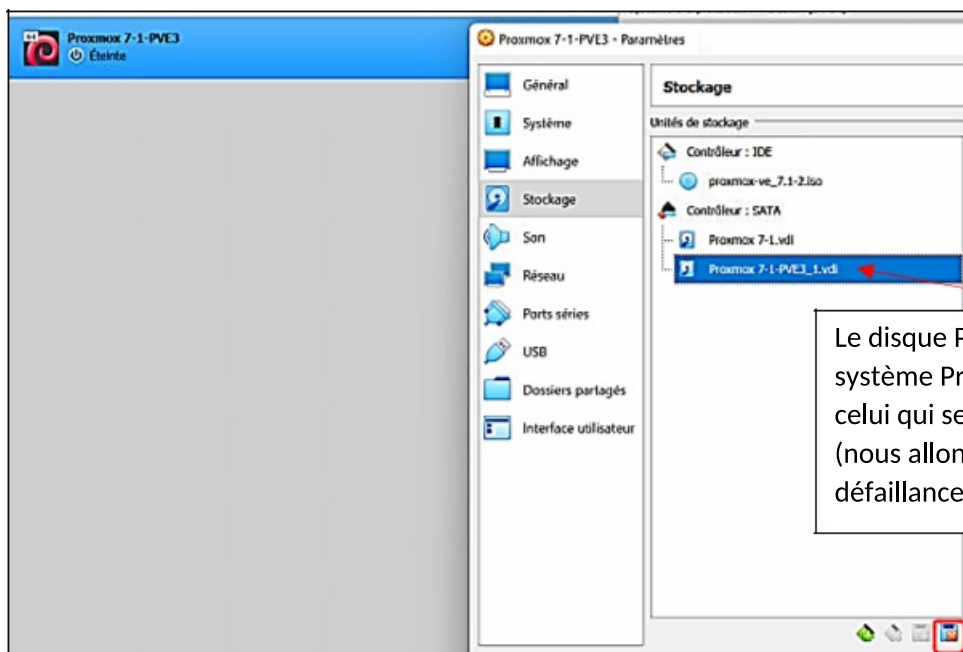 Proxmox 7-1-PVE3
Éteinte
Proxmox 7-1-PVE3 - Paramètres
Général
Système
Affichage
Stockage
Son
Réseau
Ports séries
USB
Dossiers partagés
Interface utilisateur
Stockage
Unités de stockage
Contrôleur : IDE
proxmox-ve_7.1-2.iso
Contrôleur : SATA
Proxmox 7-1.vdi
Proxmox 7-1-PVE3_1.vdi
Le disque P
système Pr
celui qui se
(nous allon
défaillance